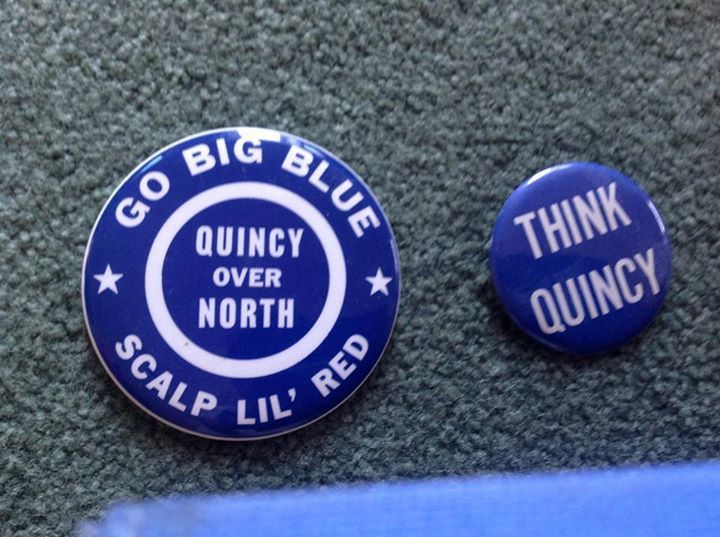 GO BIG BLUE
QUINCY
OVER
NORTH
SCALP LIL' RED
THINK
QUINCY